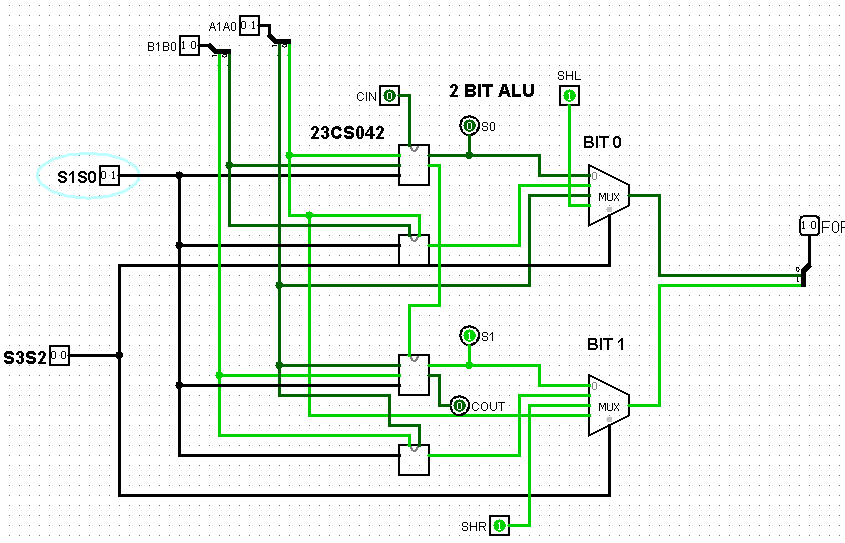 A1A0 0 1
B1B0 1 0
SHL
1
CIN 0
2 BIT ALU
0 S0
23CS042
BIT 0
S1S0 0 1
0
MUX
1 0 F0F
S3S2 0 0
1 S1
BIT 1
0
MUX
0 COUT
SHR 1